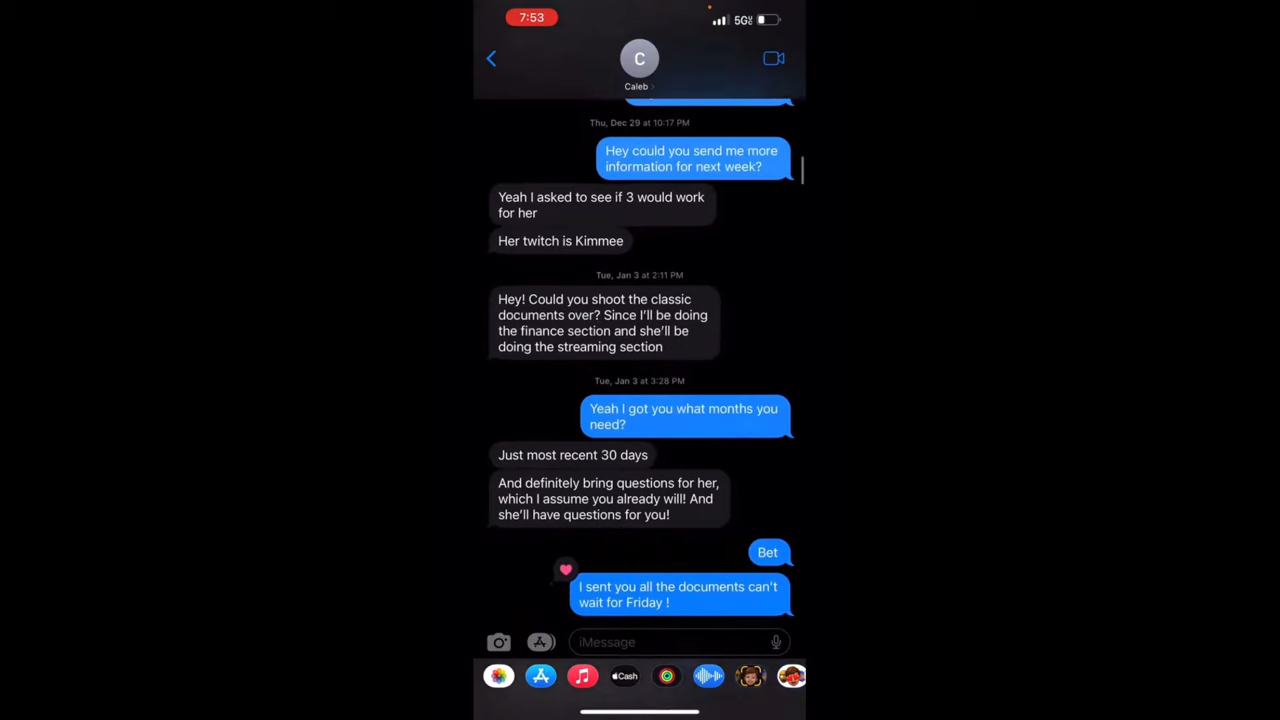 7:53
5G
C
Caleb
Thu, Dec 29 at 10:17 PM
Hey could you send me more
information for next week?
Yeah I asked to see if 3 would work
for her
Her twitch is Kimmee
Tue, Jan 3 at 2:11 PM
Hey! Could you shoot the classic
documents over? Since I'll be doing
the finance section and she'll be
doing the streaming section
Tue, Jan 3 at 3:28 PM
Yeah I got you what months you
need?
Just most recent 30 days
And definitely bring questions for her,
which I assume you already will! And
she'll have questions for you!
Bet
I sent you all the documents can't
wait for Friday !
iMessage
Cash